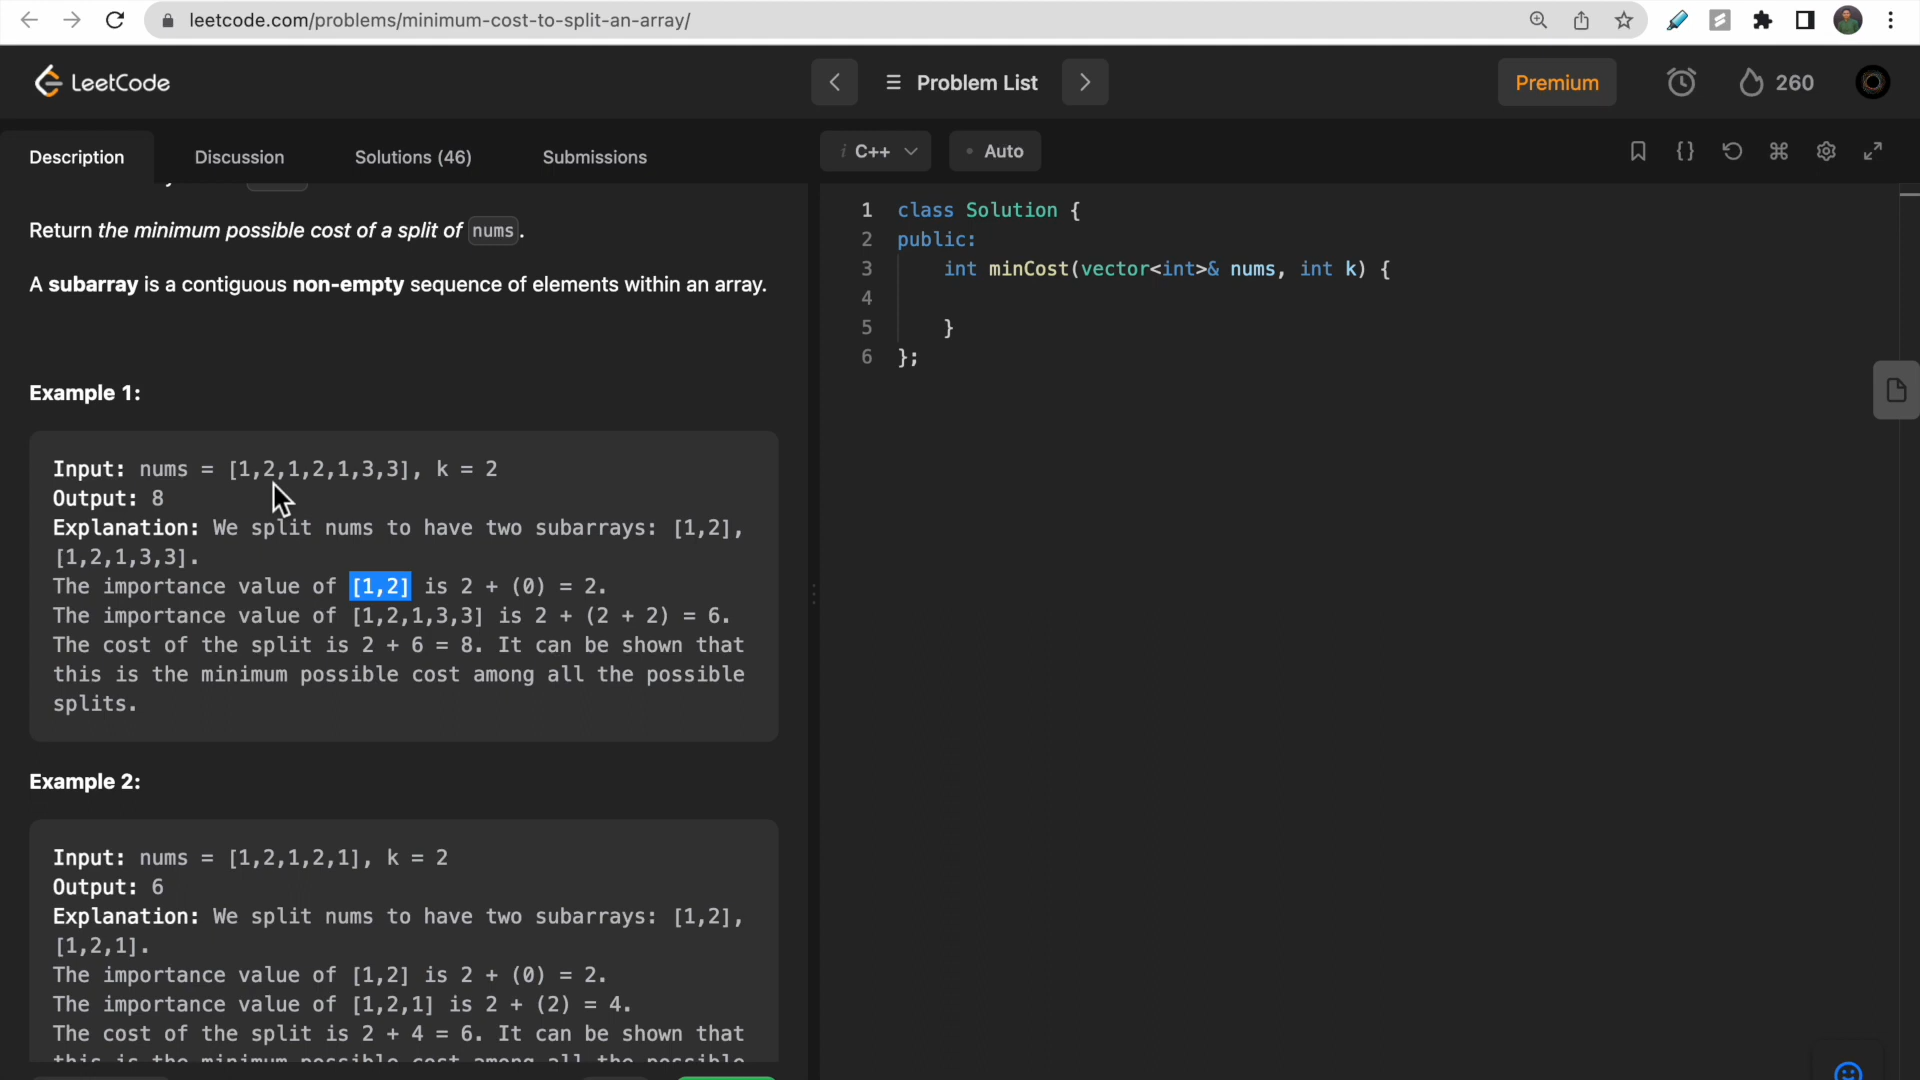 leetcode.com/problems/minimum-cost-to-split-an-array/
LeetCode
Problem List
Premium
260
Description
Discussion
Solutions (46)
Submissions
i C++
• Auto
Return the minimum possible cost of a split of nums.
A subarray is a contiguous non-empty sequence of elements within an array.
Example 1:
Input: nums = [1,2,1,2,1,3,3], k = 2
Output: 8
Explanation: We split nums to have two subarrays: [1,2],
[1,2,1,3,3].
The importance value of [1,2] is 2 + (0) = 2.
The importance value of [1,2,1,3,3] is 2 + (2 + 2) = 6.
The cost of the split is 2 + 6 = 8. It can be shown that
this is the minimum possible cost among all the possible
splits.
Example 2:
Input: nums = [1,2,1,2,1], k = 2
Output: 6
Explanation: We split nums to have two subarrays: [1,2],
[1,2,1].
The importance value of [1,2] is 2 + (0) = 2.
The importance value of [1,2,1] is 2 + (2) = 4.
The cost of the split is 2 + 4 = 6. It can be shown that
this is the minimum possible cost among all the possible
1 class Solution {
2 public:
3 int minCost(vector<int>& nums, int k) {
4
5 }
6 };